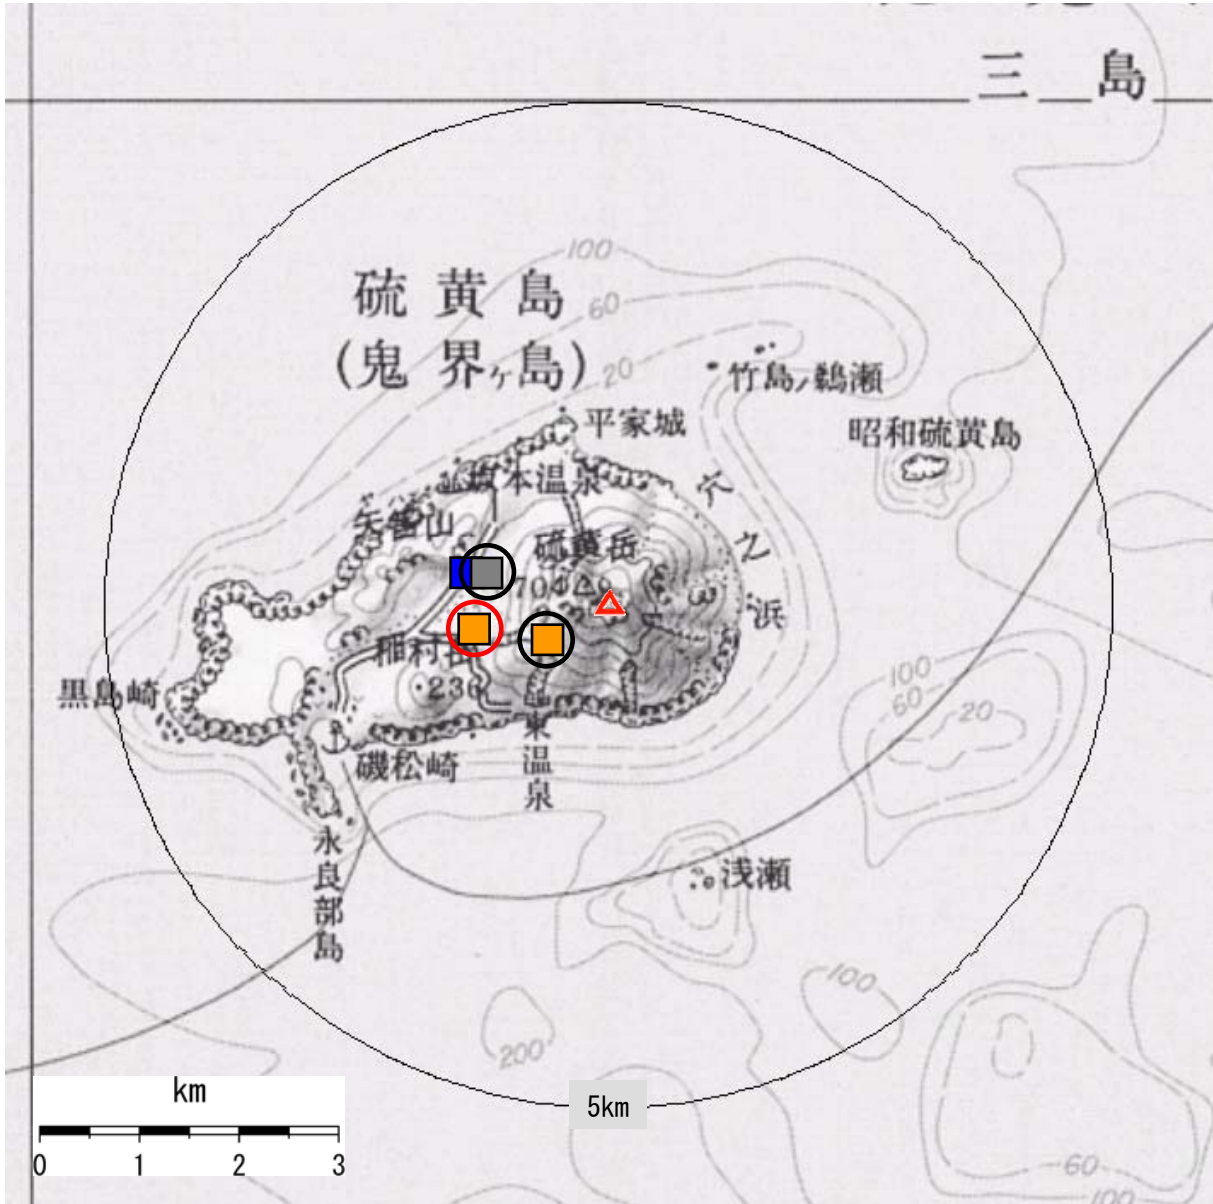 三島
100
硫黄島
60
(鬼界ヶ島)
20
竹島ノ鵜瀬
平家城
昭和硫黄島
坂本温泉
穴之浜
矢筈山
硫黄岳
704
稲村岳
236
黒島崎
100
60
20
東温泉
磯松崎
永良部島
浅瀬
100
200
km
0 1 2 3
5km
60
100